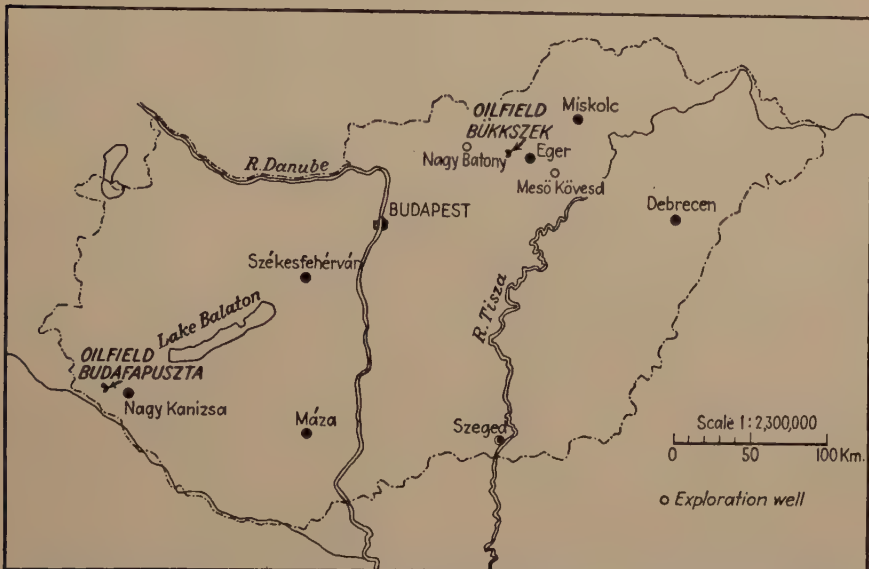 OILFIELD
BÜKKSZEK
Miskolc
R. Danube
Nagy Batony
Eger
Mesö Kövesd
BUDAPEST
Debrecen
Székesfehérván
R. Tisza
Lake Balaton
OILFIELD
BUDAFAPUSZTA
Nagy Kanizsa
Máza
Szeged
Scale 1:2,300,000
0 50 100 Km.
Exploration well